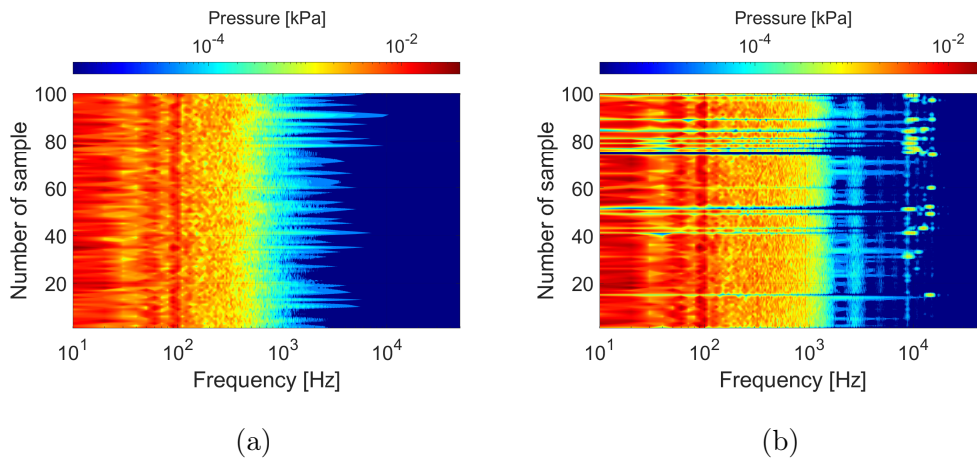 Pressure [kPa]
10^-4 10^-2
100
80
60
40
20
Number of sample
10^1 10^2 10^3 10^4
Frequency [Hz]
(a)
Pressure [kPa]
10^-4 10^-2
100
80
60
40
20
Number of sample
10^1 10^2 10^3 10^4
Frequency [Hz]
(b)